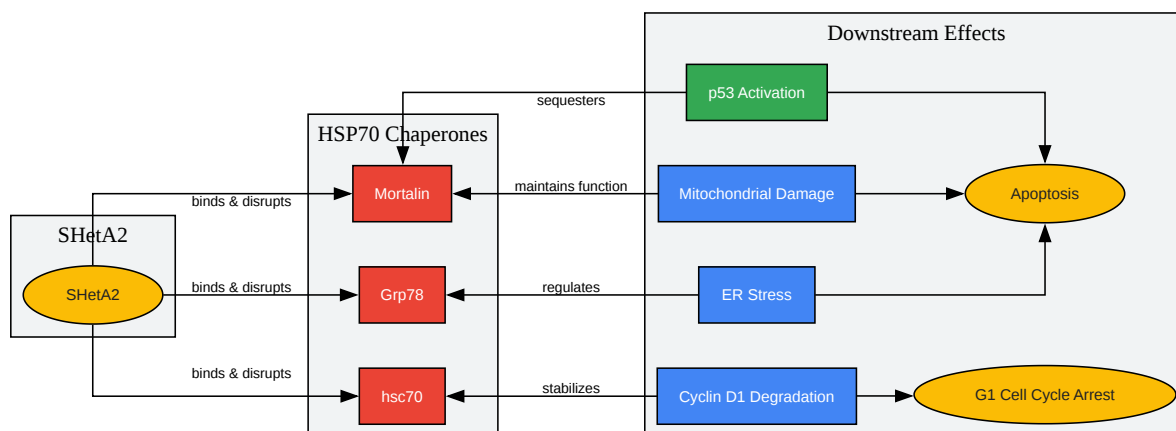 Downstream Effects
p53 Activation
sequesters
HSP70 Chaperones
Mortalin
maintains function
Mitochondrial Damage
Apoptosis
binds & disrupts
SHetA2
SHetA2
binds & disrupts
Grp78
regulates
ER Stress
binds & disrupts
hsc70
stabilizes
Cyclin D1 Degradation
G1 Cell Cycle Arrest